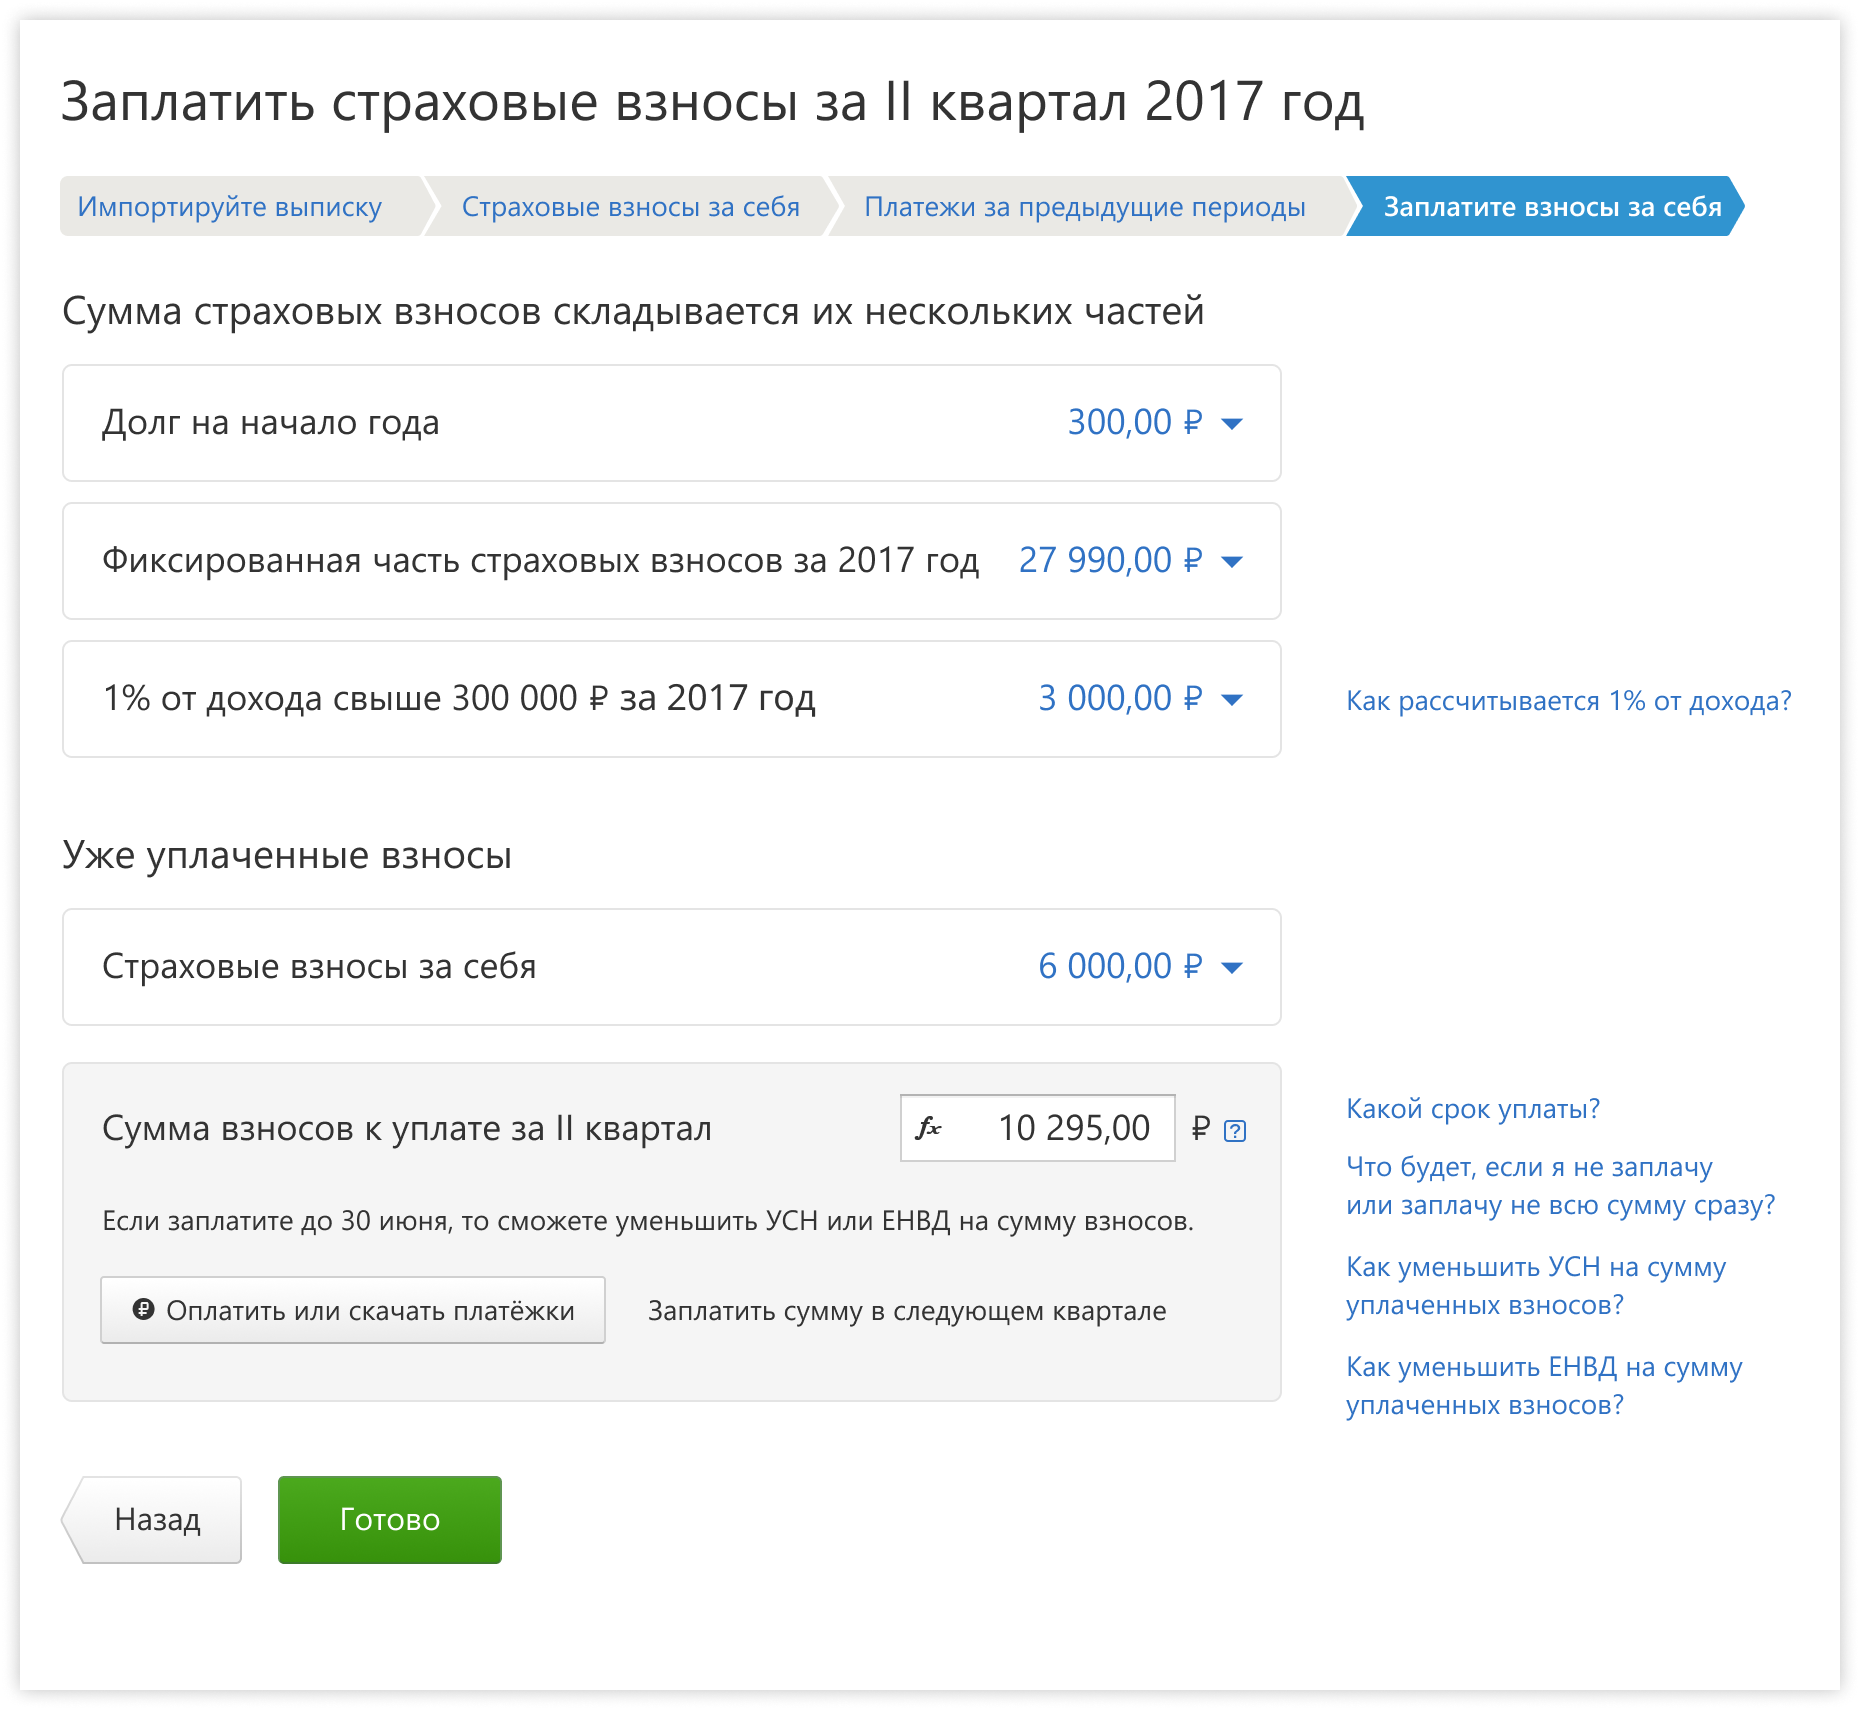 Заплатить страховые взносы за II квартал 2017 год
Импортируйте выписку
Страховые взносы за себя
Платежи за предыдущие периоды
Заплатите взносы за себя
Сумма страховых взносов складывается их нескольких частей
Долг на начало года 300,00 ₽
Фиксированная часть страховых взносов за 2017 год 27 990,00 ₽
1% от дохода свыше 300 000 ₽ за 2017 год 3 000,00 ₽
Как рассчитывается 1% от дохода?
Уже уплаченные взносы
Страховые взносы за себя 6 000,00 ₽
Сумма взносов к уплате за II квартал fx 10 295,00 ₽ ?
Если заплатите до 30 июня, то сможете уменьшить УСН или ЕНВД на сумму взносов.
₽ Оплатить или скачать платёжки
Заплатить сумму в следующем квартале
Какой срок уплаты?
Что будет, если я не заплачу
или заплачу не всю сумму сразу?
Как уменьшить УСН на сумму
уплаченных взносов?
Как уменьшить ЕНВД на сумму
уплаченных взносов?
Назад
Готово